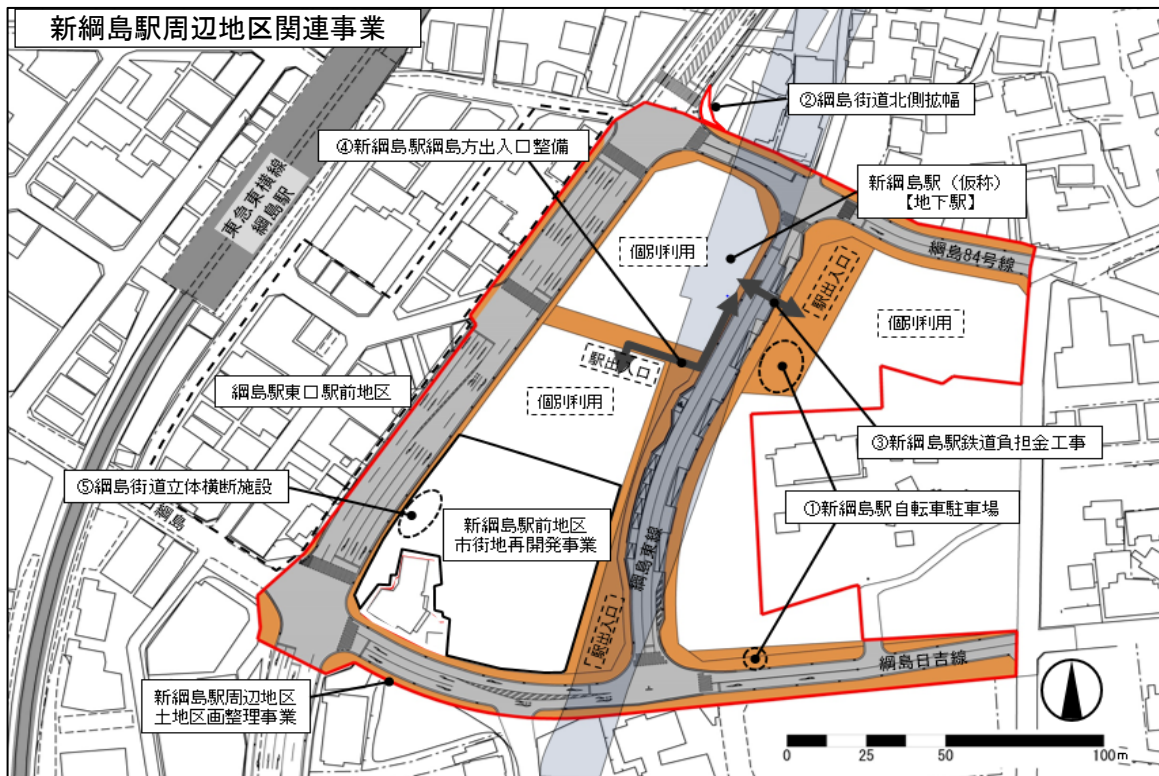 新綱島駅周辺地区関連事業
②綱島街道北側拡幅
④新綱島駅綱島方出入口整備
新綱島駅（仮称）
【地下駅】
東急東横線
綱島駅
個別利用
綱島84号線
駅出入口
個別利用
駅出入口
綱島駅東口駅前地区
個別利用
③新綱島駅鉄道負担金工事
⑤綱島街道立体横断施設
①新綱島駅自転車駐車場
綱島
新綱島駅前地区
市街地再開発事業
綱島東線
駅出入口
綱島日吉線
新綱島駅周辺地区
土地区画整理事業
0 25 50 100m